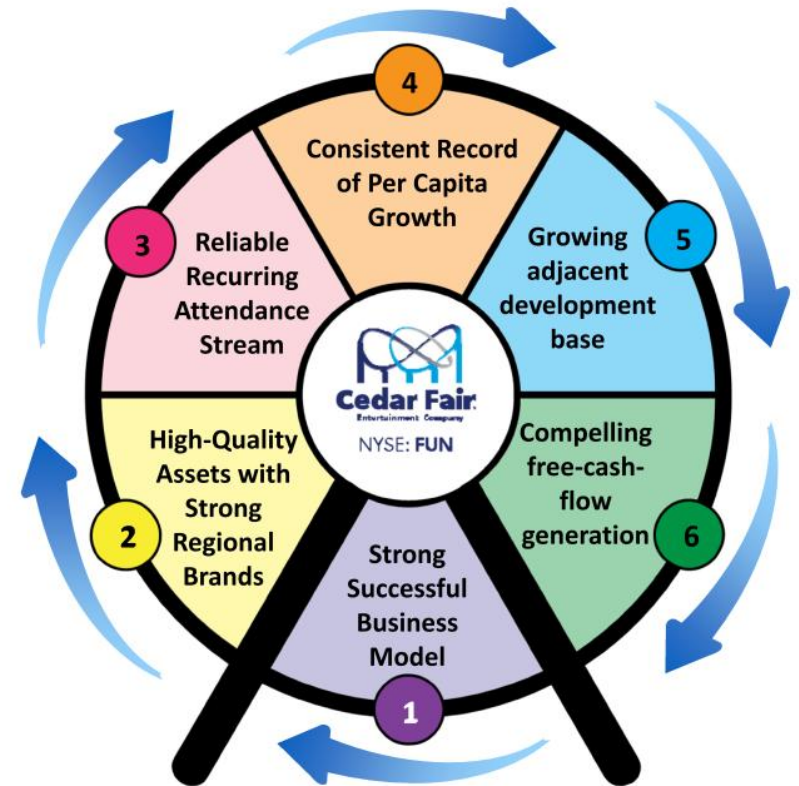 4
Consistent Record
of Per Capita
Growth
3
Reliable
Recurring
Attendance
Stream
5
Growing
adjacent
development
base
Cedar Fair.
Entertainment Company
NYSE: FUN
2
High-Quality
Assets with
Strong
Regional
Brands
Compelling
free-cash-
flow
generation
6
Strong
Successful
Business
Model
1